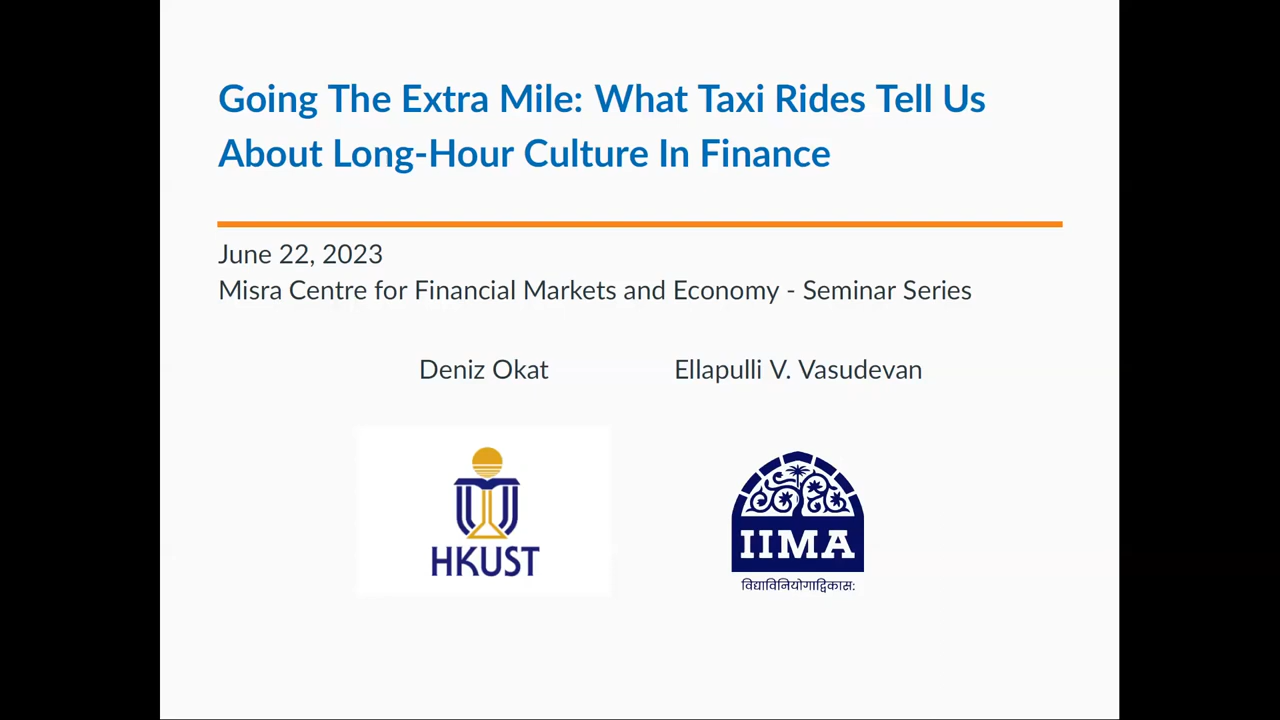 Going The Extra Mile: What Taxi Rides Tell Us
About Long-Hour Culture In Finance
June 22, 2023
Misra Centre for Financial Markets and Economy - Seminar Series
Deniz Okat
Ellapulli V. Vasudevan
HKUST
IIMA
विद्याविनियोगाद्विकासः